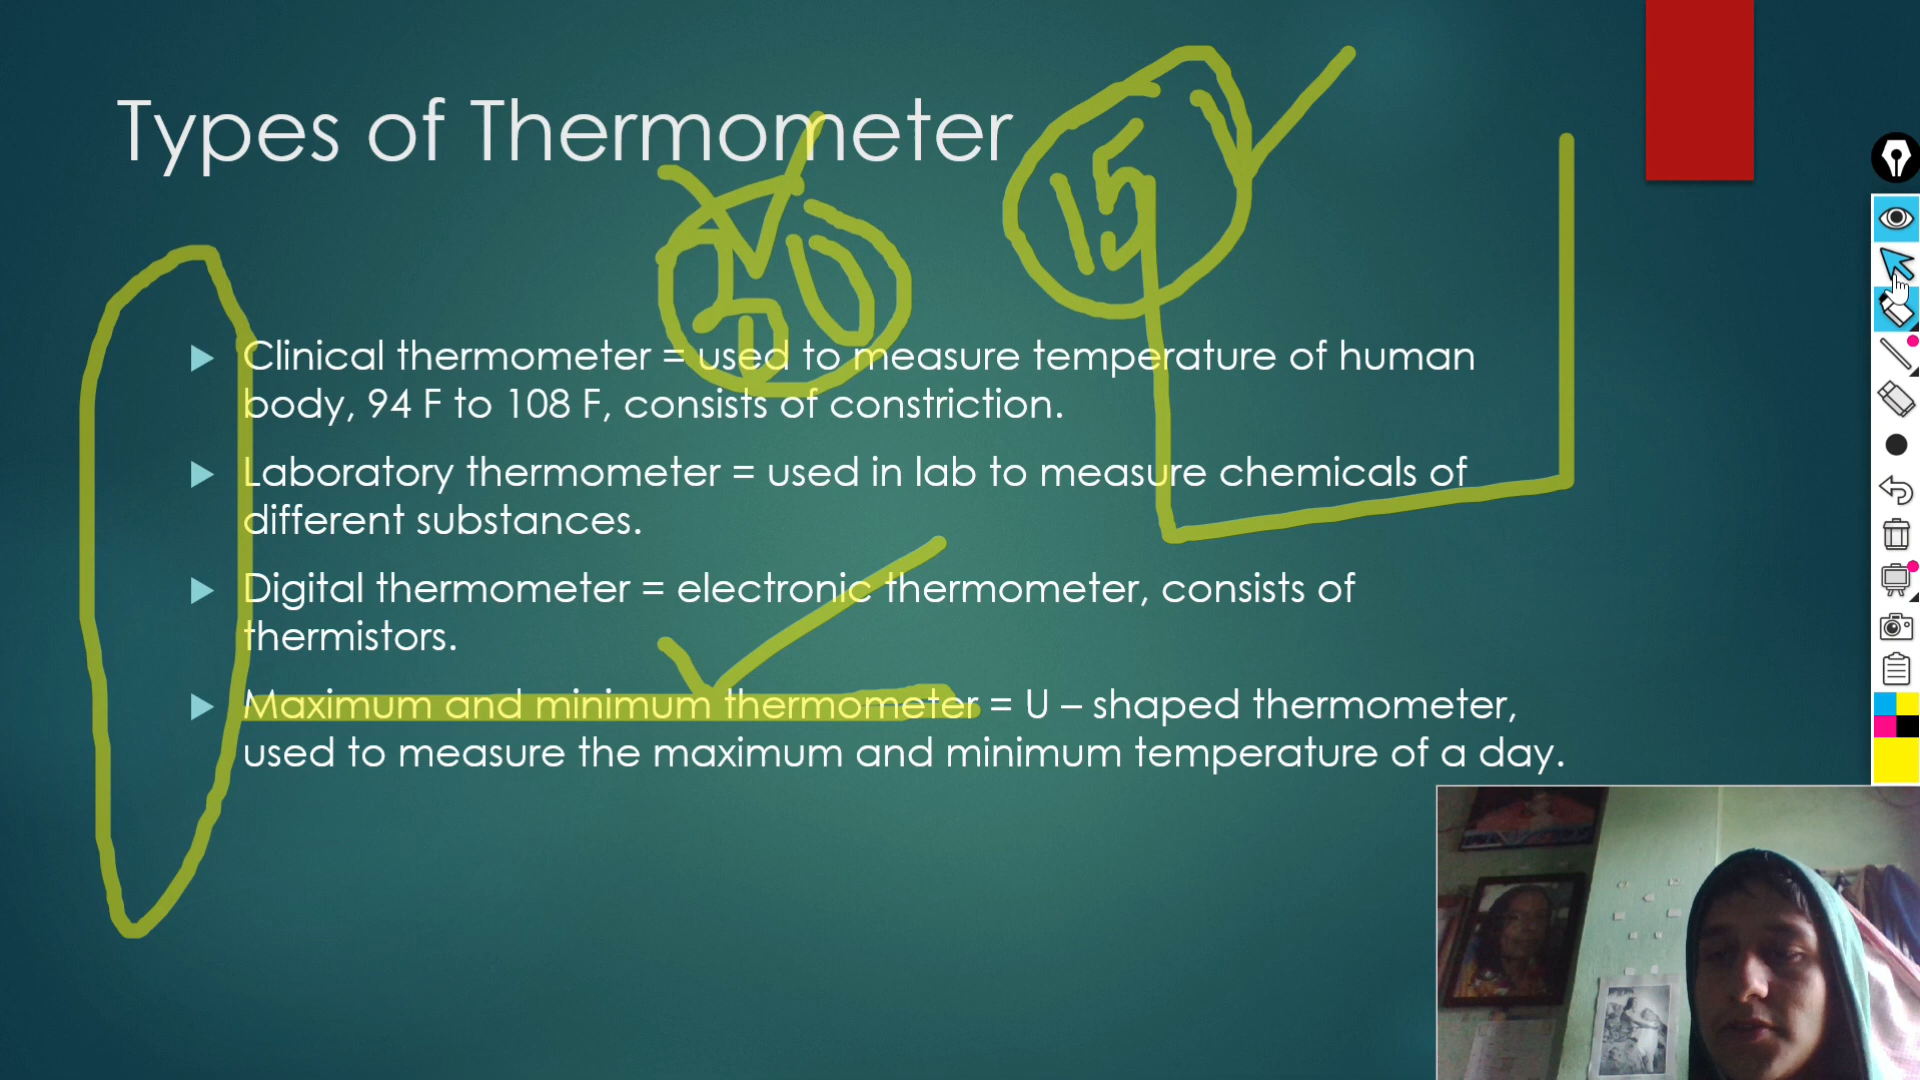 Types of Thermometer
15
Clinical thermometer = used to measure temperature of human
body, 94 F to 108 F, consists of constriction.
Laboratory thermometer = used in lab to measure chemicals of
different substances.
Digital thermometer = electronic thermometer, consists of
thermistors.
Maximum and minimum thermometer = U – shaped thermometer,
used to measure the maximum and minimum temperature of a day.